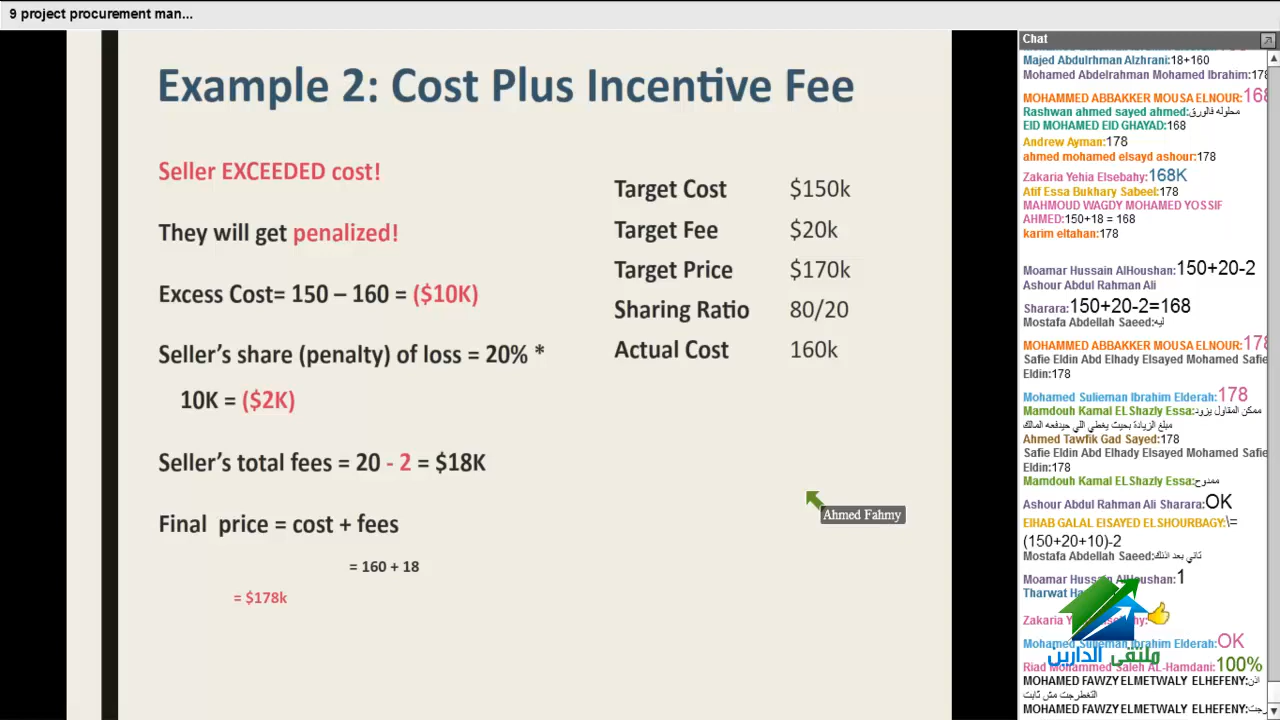 9 project procurement man...
Example 2: Cost Plus Incentive Fee
Seller EXCEEDED cost!
They will get penalized!
Excess Cost= 150 – 160 = ($10K)
Seller's share (penalty) of loss = 20% *
10K = ($2K)
Seller's total fees = 20 - 2 = $18K
Final price = cost + fees
= 160 + 18
= $178k
Target Cost $150k
Target Fee $20k
Target Price $170k
Sharing Ratio 80/20
Actual Cost 160k
Ahmed Fahmy
Chat
Majed Abdulrhman Alzhrani:18+160
Mohamed Abdelrahman Mohamed Ibrahim:178
MOHAMMED ABBAKKER MOUSA ELNOUR:168
Rashwan ahmed sayed ahmed:محلوله فالورق
EID MOHAMED EID GHAYAD:168
Andrew Ayman:178
ahmed mohamed elsayd ashour:178
Zakaria Yehia Elsebahy:168K
Atif Essa Bukhary Sabeel:178
MAHMOUD WAGDY MOHAMED YOSSIF
AHMED:150+18 = 168
karim eltahan:178
Moamar Hussain AlHoushan:150+20-2
Ashour Abdul Rahman Ali
Sharara:150+20-2=168
Mostafa Abdellah Saeed:ليه
MOHAMMED ABBAKKER MOUSA ELNOUR:178
Safie Eldin Abd Elhady Elsayed Mohamed Safie
Eldin:178
Mohamed Sulieman Ibrahim Elderah:178
Mamdouh Kamal ELShazly Essa:ممكن المقاول يزود
مبلغ الزيادة بحيث يغطي اللي حيدفعه المالك
Ahmed Tawfik Gad Sayed:178
Safie Eldin Abd Elhady Elsayed Mohamed Safie
Eldin:178
Mamdouh Kamal ELShazly Essa:ممدوح
Ashour Abdul Rahman Ali Sharara:OK
EIHAB GALAL ElSAYED ELSHOURBAGY:\=
(150+20+10)-2
Mostafa Abdellah Saeed:تاني بعد اذنك
Moamar Hussain AlHoushan:1
Tharwat
Zakaria
ملتقى الدارين
Mohamed Sulieman Ibrahim Elderah:OK
Riad Mohammed Saleh AL-Hamdani:100%
MOHAMED FAWZY ELMETWALY ELHEFENY:اذن
التغطرجت مش ثابت
MOHAMED FAWZY ELMETWALY ELHEFENY: